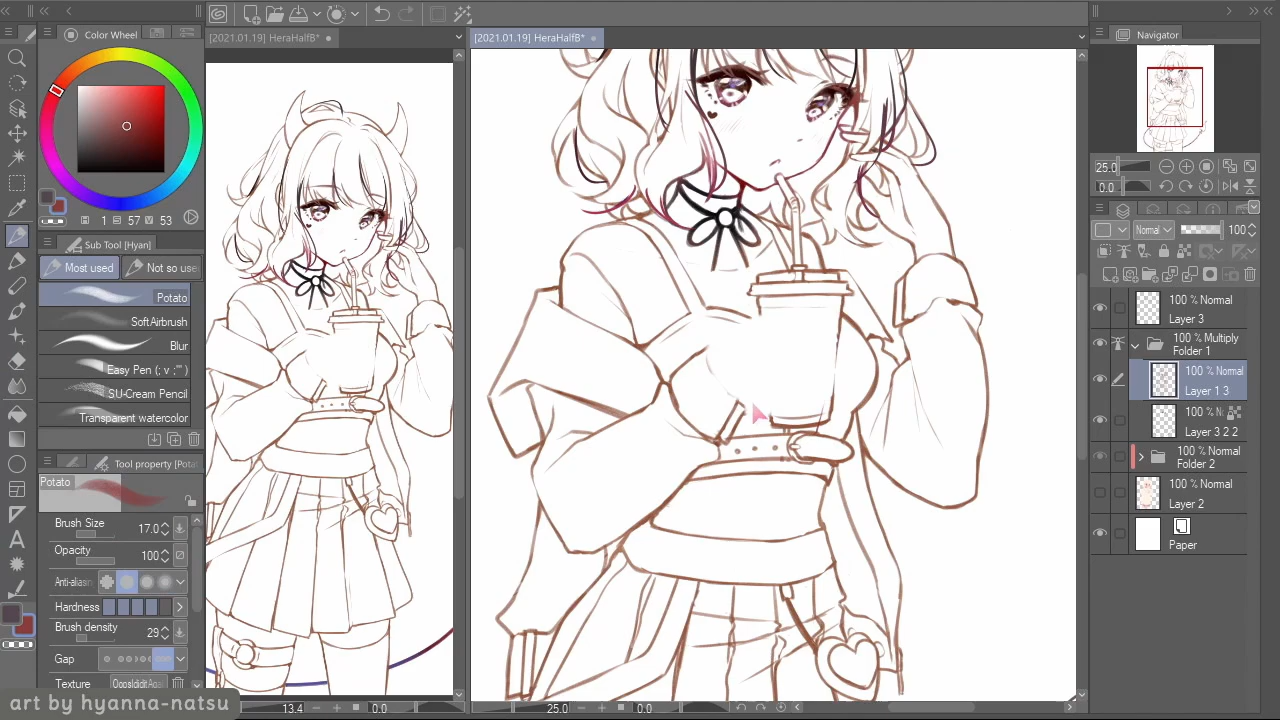 Color Wheel
1 57 V 53
Sub Tool [Hyan]
Most used
Not so use
Potato
SoftAirbrush
Blur
Easy Pen (; v ;'")
SU-Cream Pencil
Transparent watercolor
Tool property [Potat
Potato
Brush Size
17.0
Opacity
100
Anti-aliasin
Hardness
Brush density
29
Gap
Texture
art by hyanna-natsu
[2021.01.19] HeraHalfB*
13.4
0.0
[2021.01.19] HeraHalfB*
25.0
0.0
Navigator
25.0
0.0
Normal
100
100 % Normal
Layer 3
100 % Multiply
Folder 1
100 % Normal
Layer 1 3
100 % N
Layer 3 2 2
100 % Normal
Folder 2
100 % Normal
Layer 2
Paper